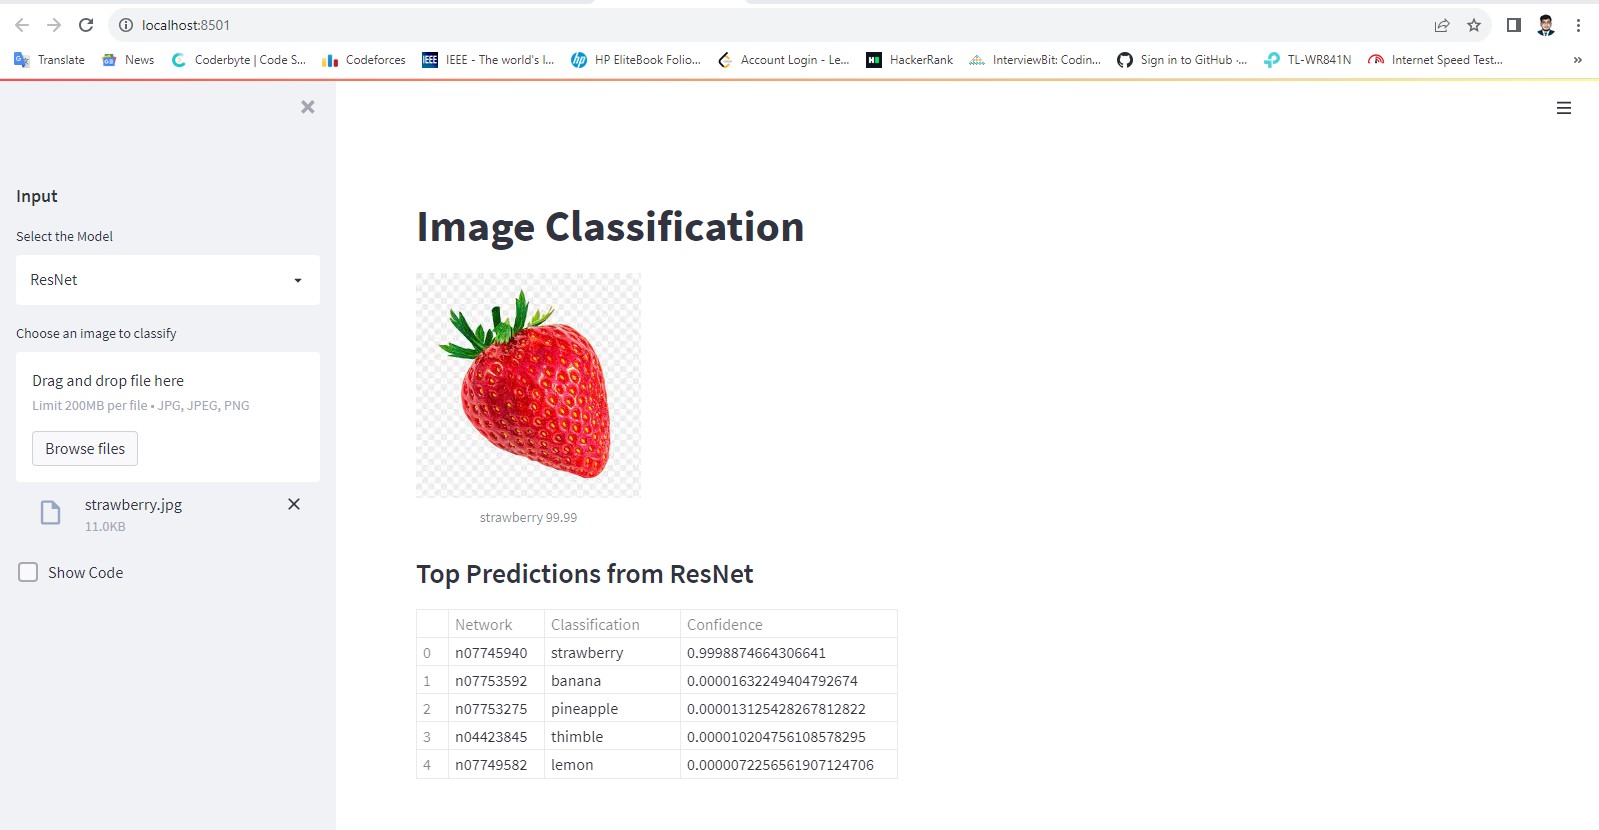 localhost:8501
Translate News Coderbyte | Code S... Codeforces IEEE IEEE - The world's l... hp HP EliteBook Folio... Account Login - Le... HackerRank InterviewBit: Codin... Sign in to GitHub ·... TL-WR841N Internet Speed Test... »
Input
Select the Model
ResNet
Choose an image to classify
Drag and drop file here
Limit 200MB per file • JPG, JPEG, PNG
Browse files
strawberry.jpg
11.0KB
Show Code
Image Classification
strawberry 99.99
Top Predictions from ResNet
Network Classification Confidence
0 n07745940 strawberry 0.9998874664306641
1 n07753592 banana 0.00001632249404792674
2 n07753275 pineapple 0.000013125428267812822
3 n04423845 thimble 0.000010204756108578295
4 n07749582 lemon 0.0000072256561907124706